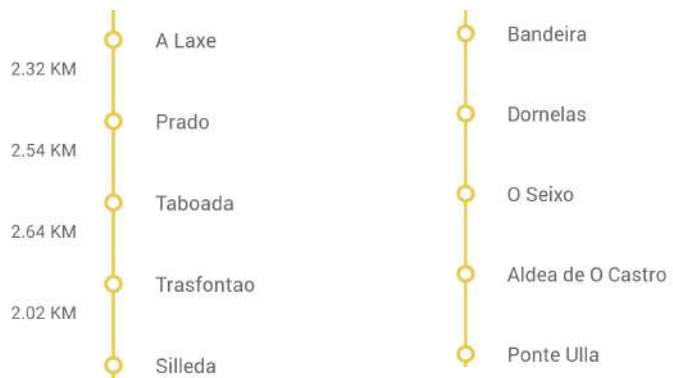 A Laxe
2.32 KM
Prado
2.54 KM
Taboada
2.64 KM
Trasfontao
2.02 KM
Silleda
Bandeira
Dornelas
O Seixo
Aldea de O Castro
Ponte Ulla